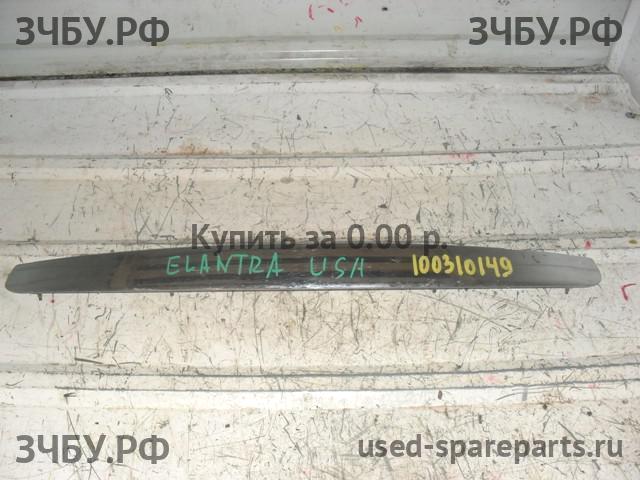 ЗЧБУ.РФ ЗЧБУ.РФ
Купить за 0.00 р.
ELANTRA USA 100310149
ЗЧБУ.РФ used-spareparts.ru